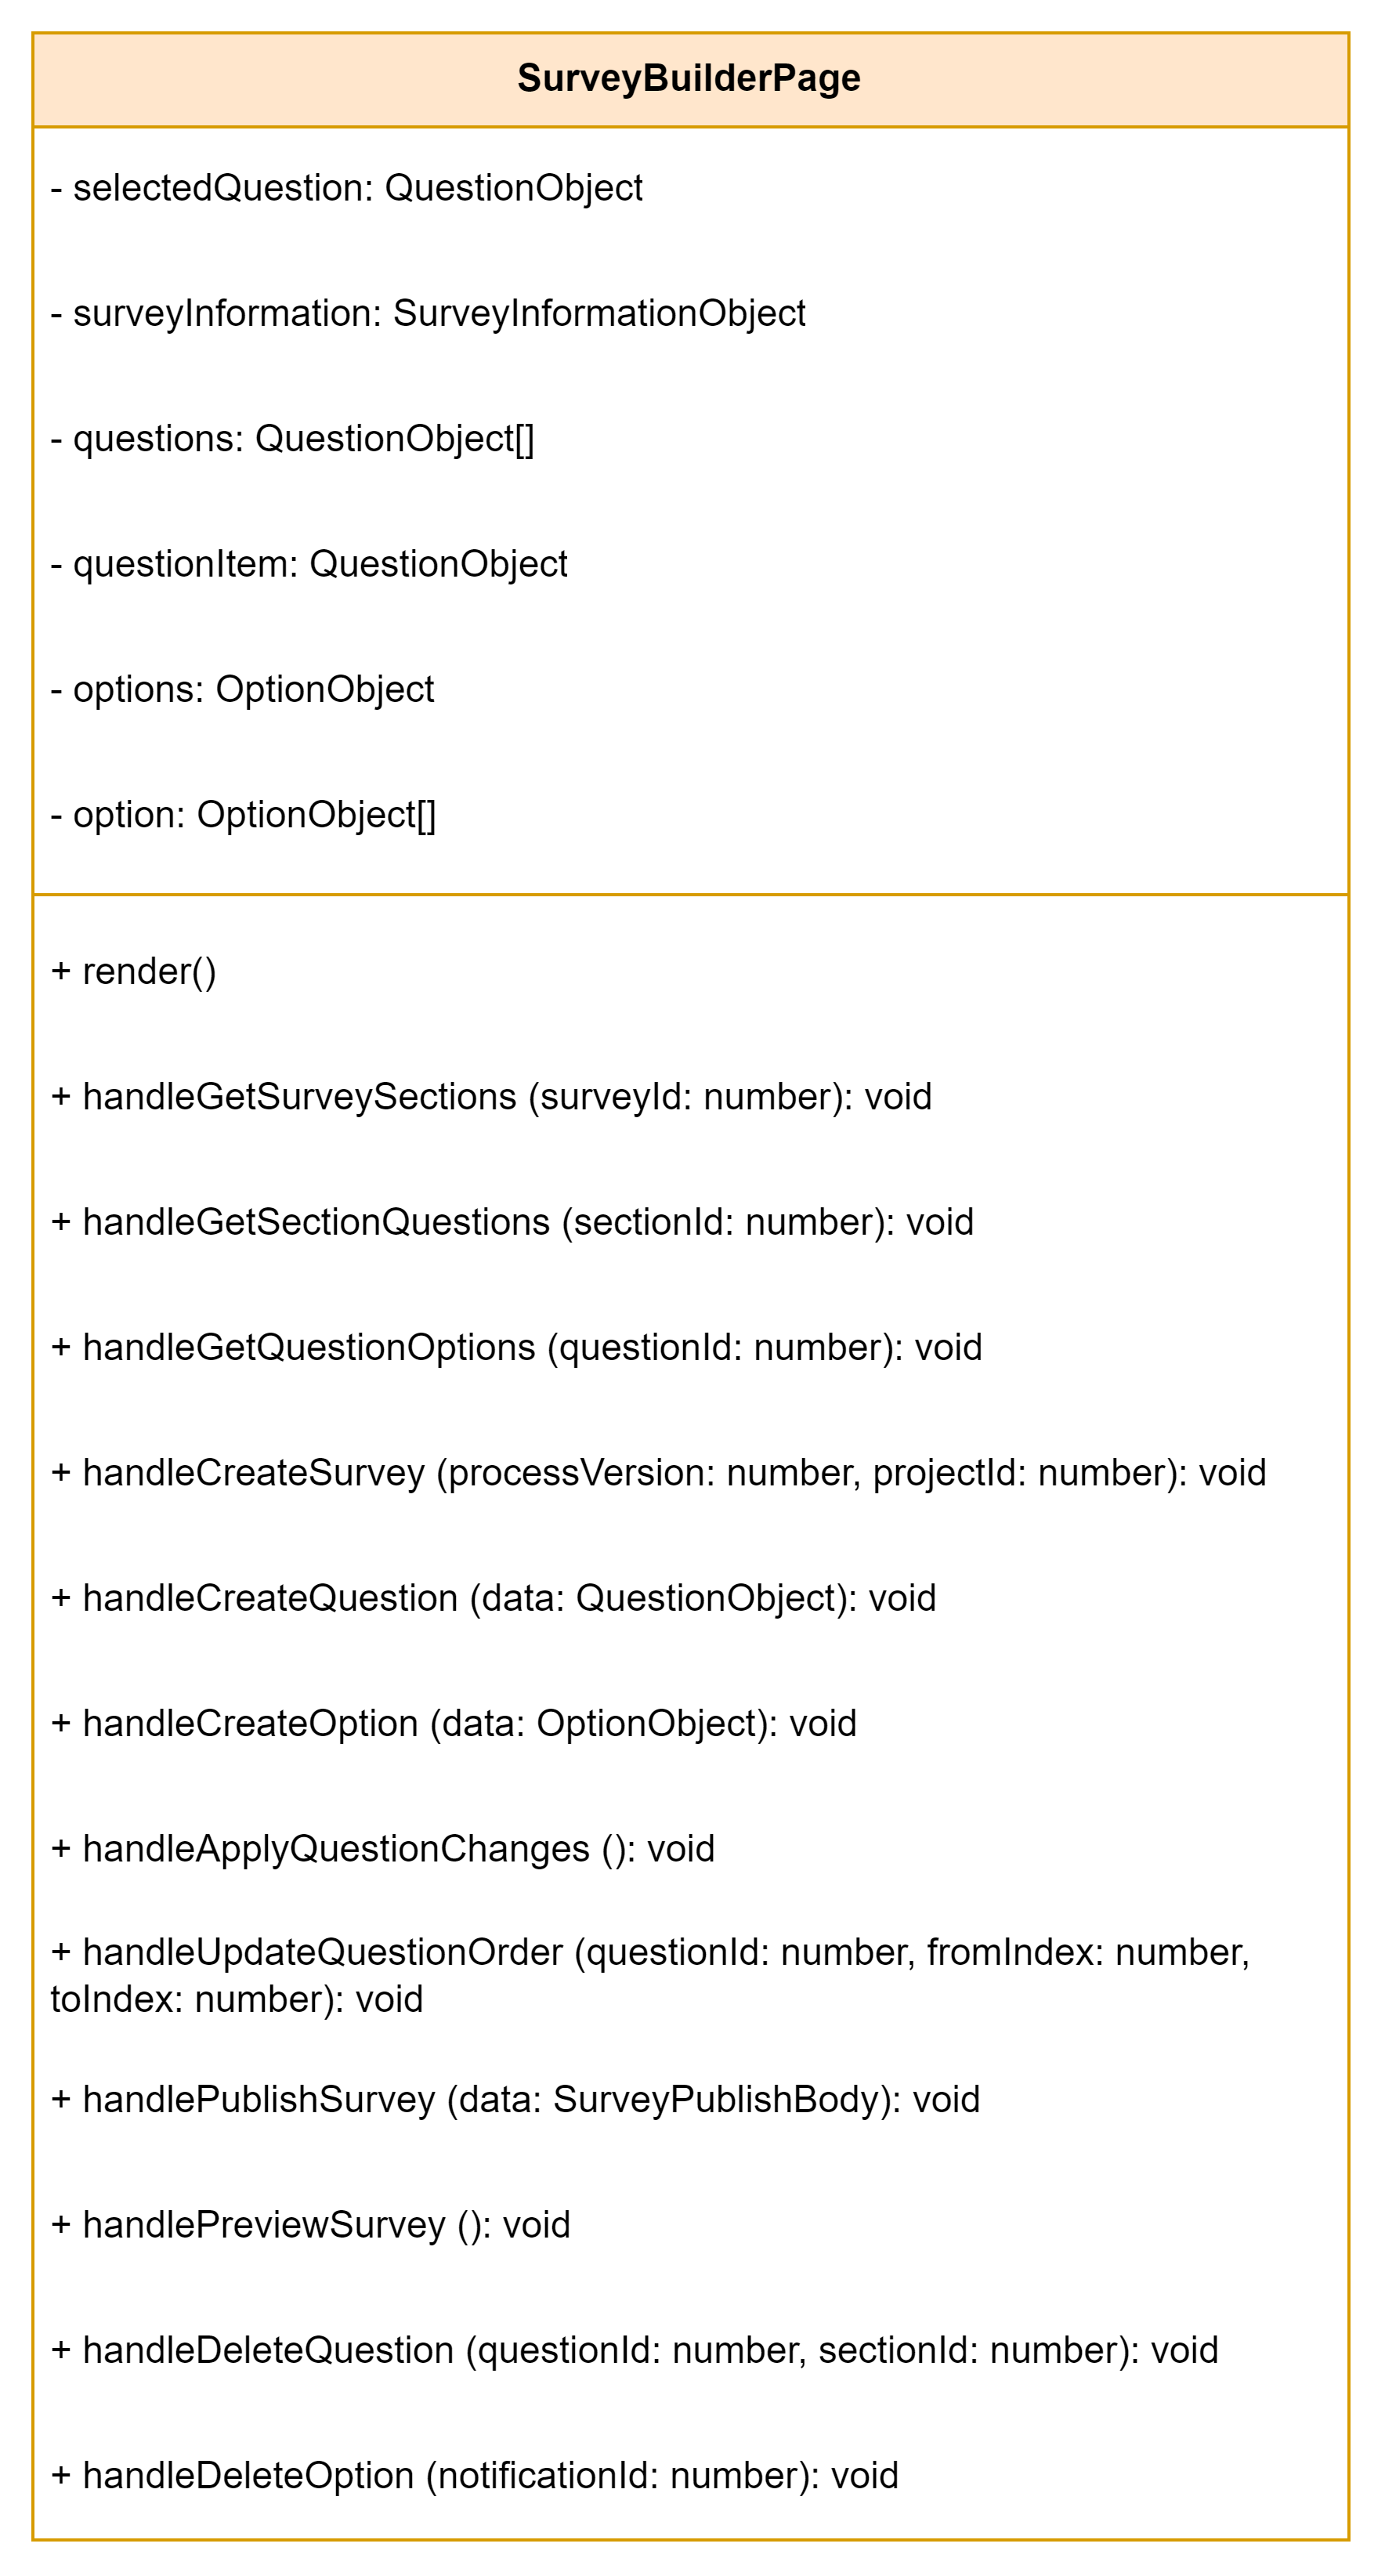 SurveyBuilderPage
- selectedQuestion: QuestionObject
- surveyInformation: SurveyInformationObject
- questions: QuestionObject[]
- questionItem: QuestionObject
- options: OptionObject
- option: OptionObject[]
+ render()
+ handleGetSurveySections (surveyId: number): void
+ handleGetSectionQuestions (sectionId: number): void
+ handleGetQuestionOptions (questionId: number): void
+ handleCreateSurvey (processVersion: number, projectId: number): void
+ handleCreateQuestion (data: QuestionObject): void
+ handleCreateOption (data: OptionObject): void
+ handleApplyQuestionChanges (): void
+ handleUpdateQuestionOrder (questionId: number, fromIndex: number,
toIndex: number): void
+ handlePublishSurvey (data: SurveyPublishBody): void
+ handlePreviewSurvey (): void
+ handleDeleteQuestion (questionId: number, sectionId: number): void
+ handleDeleteOption (notificationId: number): void